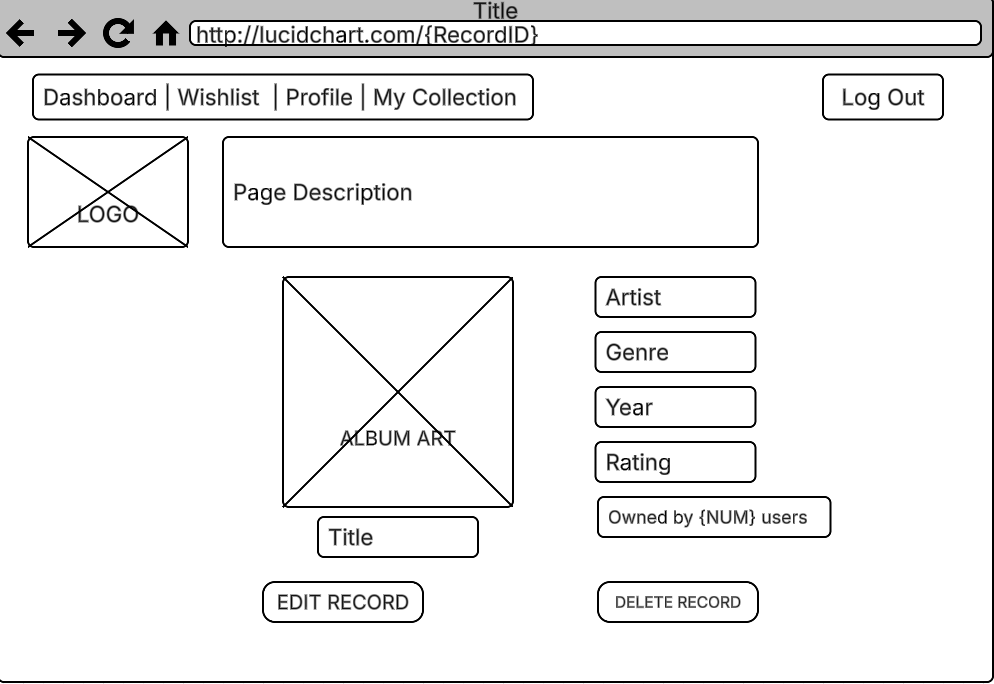 Title
http://lucidchart.com/{RecordID}
Dashboard | Wishlist | Profile | My Collection
Log Out
LOGO
Page Description
ALBUM ART
Title
Artist
Genre
Year
Rating
Owned by {NUM} users
EDIT RECORD
DELETE RECORD